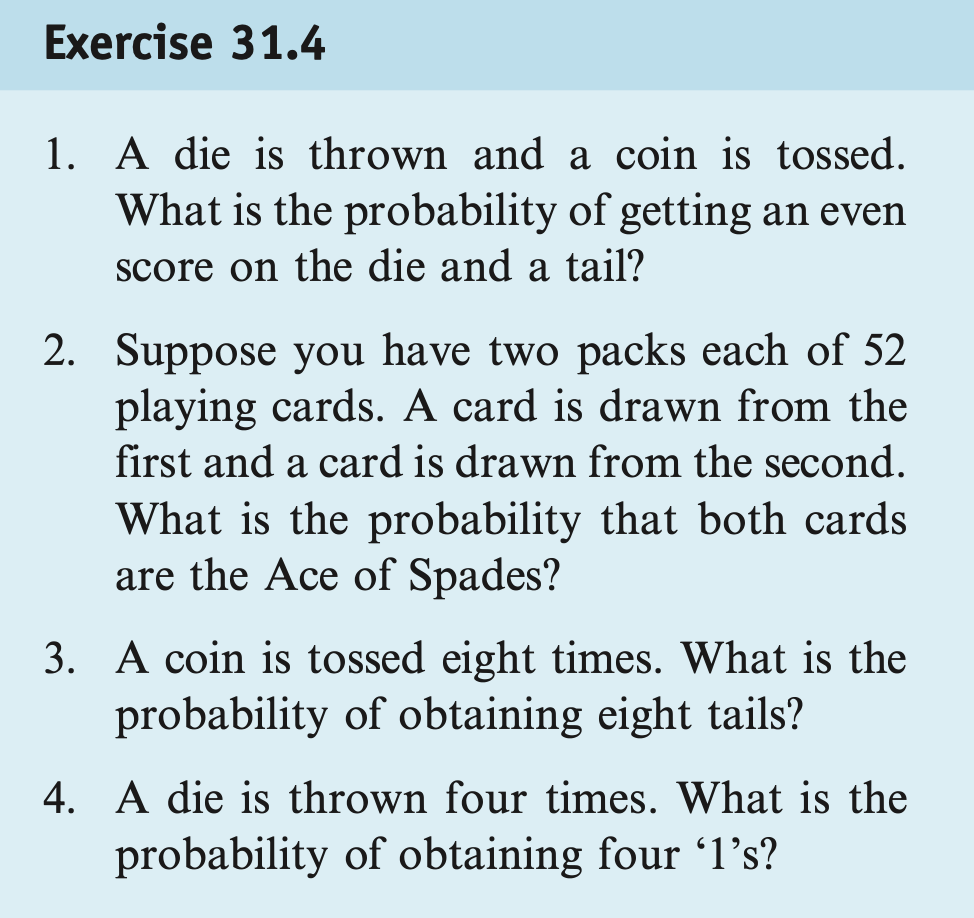 Exercise 31.4
1. A die is thrown and a coin is tossed.
What is the probability of getting an even
score on the die and a tail?
2. Suppose you have two packs each of 52
playing cards. A card is drawn from the
first and a card is drawn from the second.
What is the probability that both cards
are the Ace of Spades?
3. A coin is tossed eight times. What is the
probability of obtaining eight tails?
4. A die is thrown four times. What is the
probability of obtaining four ‘1’s?